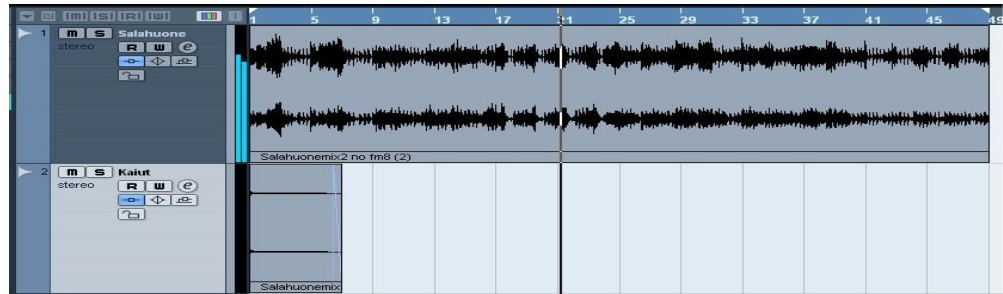 [m] [S] [R] [W] 1 5 9 13 17 21 25 29 33 37 41 45 49
1 m S Salahuone
stereo R W e
Salahuonemix2 no fm8 (2)
2 m S Kaiut
stereo R W e
Salahuonemix